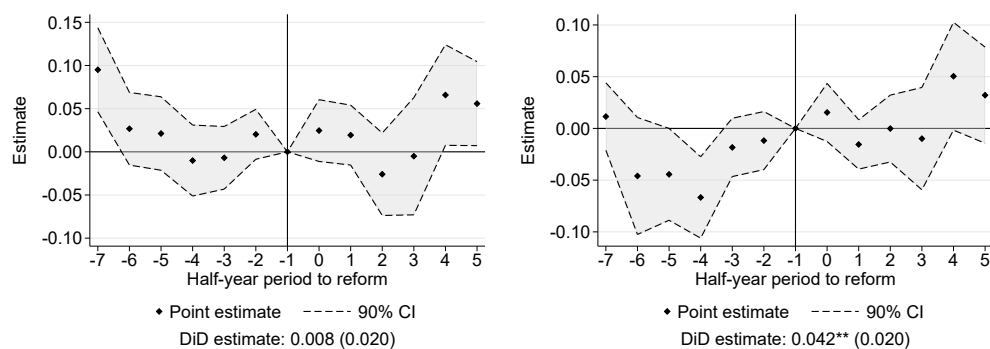 0.15
0.10
0.05
0.00
-0.05
-0.10
Estimate
-7 -6 -5 -4 -3 -2 -1 0 1 2 3 4 5
Half-year period to reform
Point estimate 90% CI
DiD estimate: 0.008 (0.020)
0.10
0.05
0.00
-0.05
-0.10
Estimate
-7 -6 -5 -4 -3 -2 -1 0 1 2 3 4 5
Half-year period to reform
Point estimate 90% CI
DiD estimate: 0.042** (0.020)